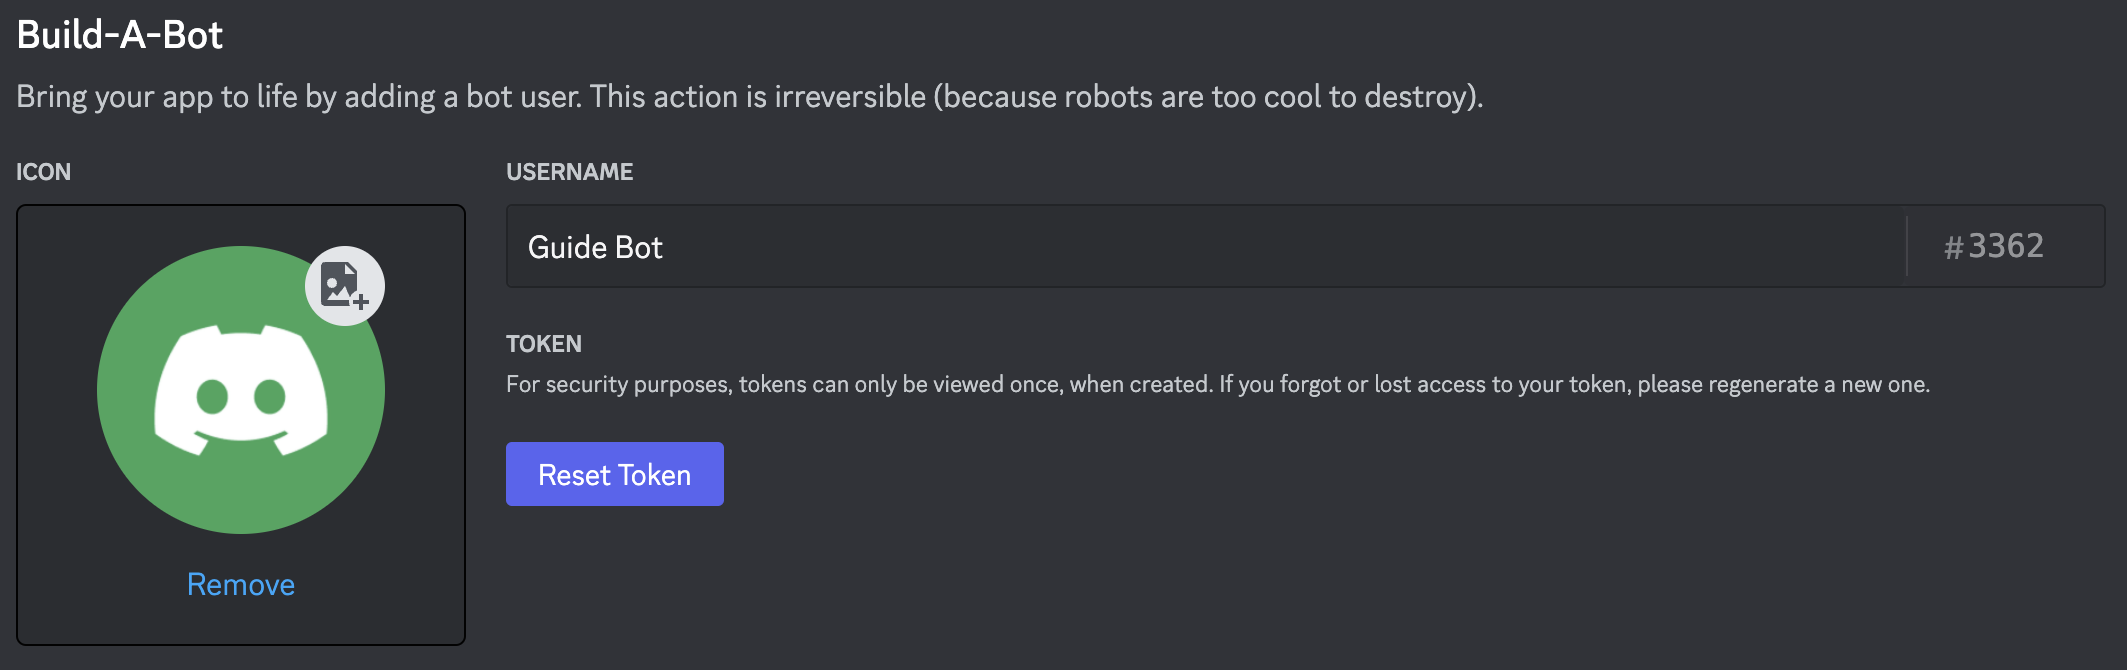 Build-A-Bot
Bring your app to life by adding a bot user. This action is irreversible (because robots are too cool to destroy).
ICON
USERNAME
Guide Bot
#3362
TOKEN
For security purposes, tokens can only be viewed once, when created. If you forgot or lost access to your token, please regenerate a new one.
Reset Token
Remove